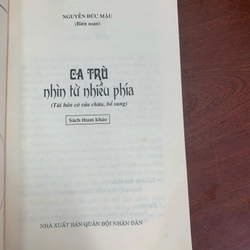 NGUYỄN ĐỨC MẬU
(Biên soạn)
CA TRÙ
nhìn từ nhiều phía
(Tái bản có sửa chữa, bổ sung)
Sách tham khảo
NHÀ XUẤT BẢN QUÂN ĐỘI NHÂN DÂN